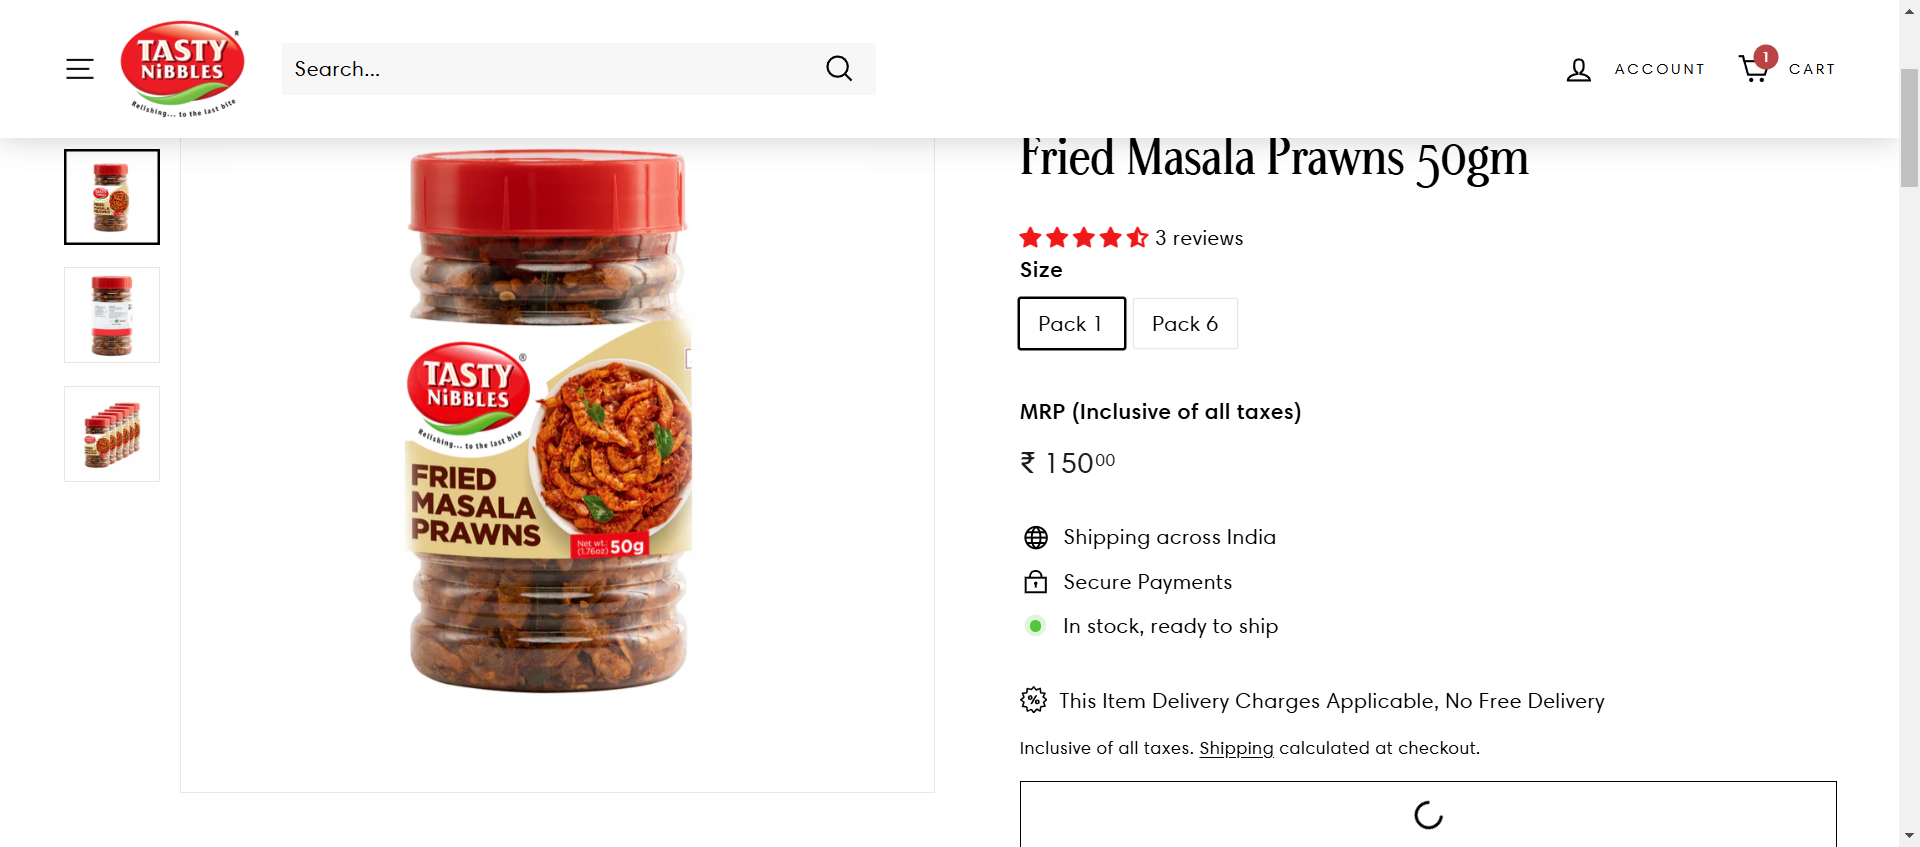 TASTY
NiBBLES
®
Relishing... to the last bite
Search...
ACCOUNT
1
CART
Fried Masala Prawns 50gm
3 reviews
Size
Pack 1
Pack 6
MRP (Inclusive of all taxes)
₹ 15000
Shipping across India
Secure Payments
In stock, ready to ship
This Item Delivery Charges Applicable, No Free Delivery
Inclusive of all taxes. Shipping calculated at checkout.
TASTY
NiBBLES
®
Relishing... to the last bite
FRIED
MASALA
PRAWNS
Net wt.:
(1.76oz) 50g